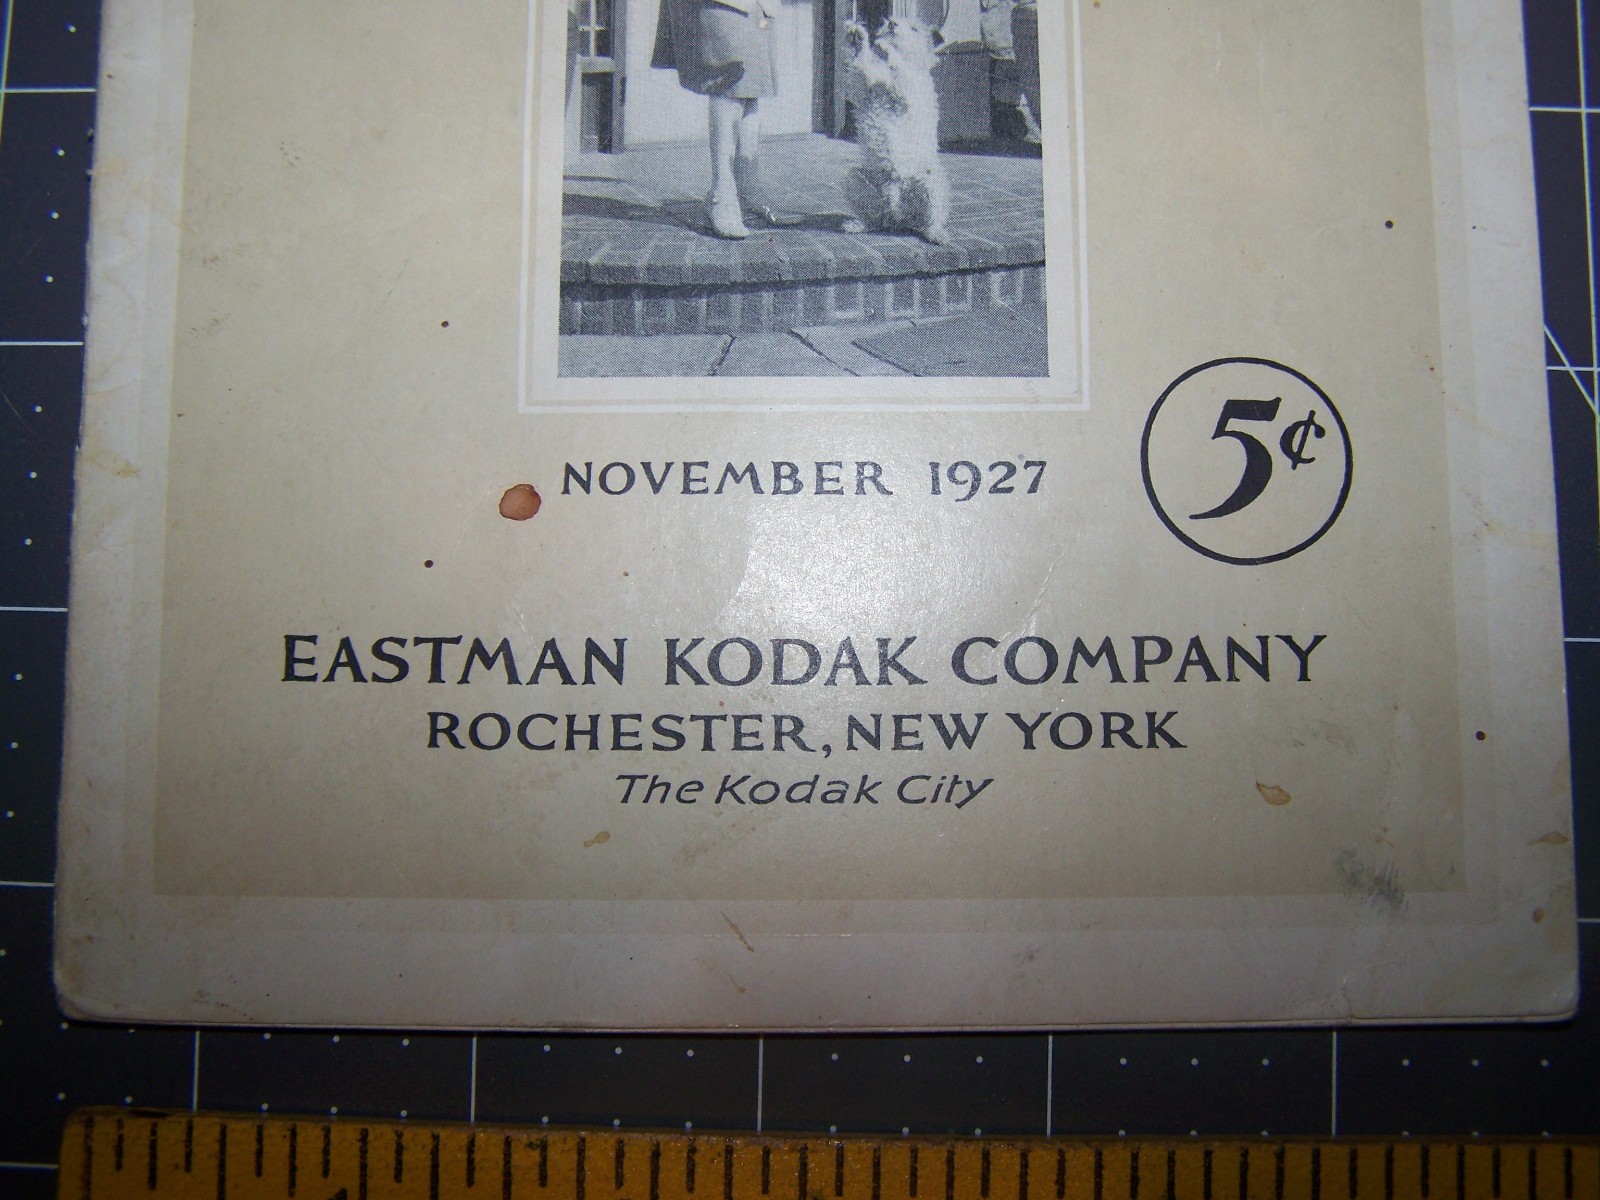 NOVEMBER 1927
5¢
EASTMAN KODAK COMPANY
ROCHESTER, NEW YORK
The Kodak City